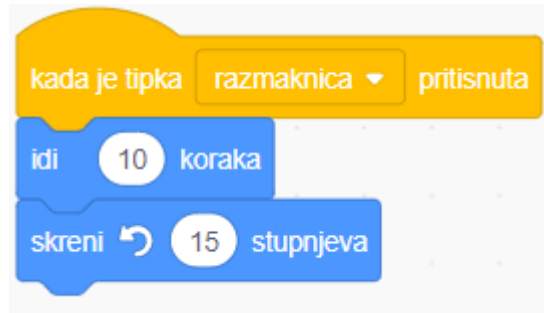 kada je tipka razmaknica pritisnuta
idi 10 koraka
skreni 15 stupnjeva